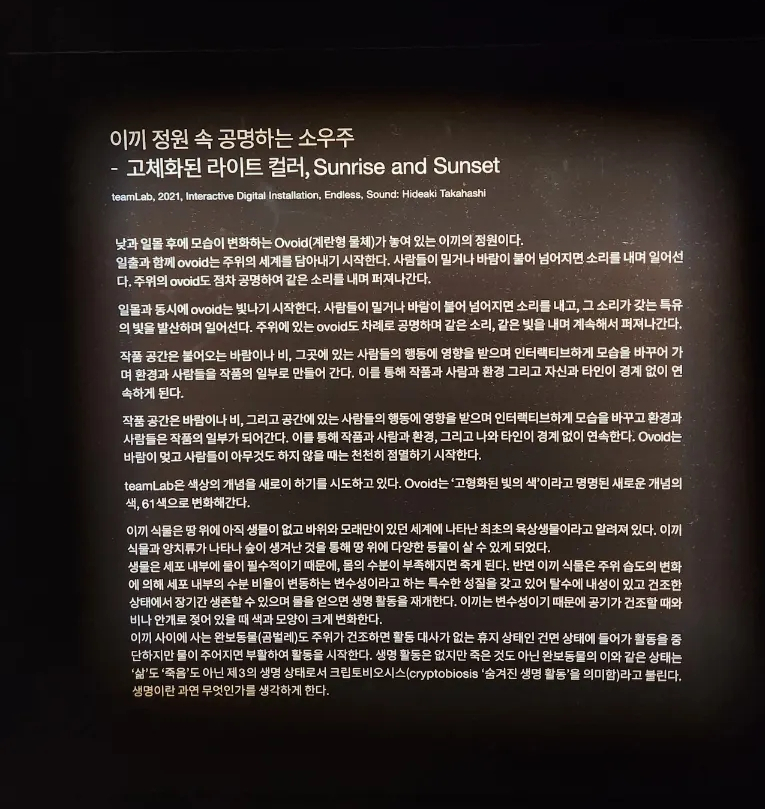 이끼 정원 속 공명하는 소우주
- 고체화된 라이트 컬러, Sunrise and Sunset
teamLab, 2021, Interactive Digital Installation, Endless, Sound: Hideaki Takahashi
낮과 일몰 후에 모습이 변화하는 Ovoid(계란형 물체)가 놓여 있는 이끼의 정원이다.
일출과 함께 ovoid는 주위의 세계를 담아내기 시작한다. 사람들이 밀거나 바람이 불어 넘어지면 소리를 내며 일어선
다. 주위의 ovoid도 점차 공명하여 같은 소리를 내며 퍼져나간다.
일몰과 동시에 ovoid는 빛나기 시작한다. 사람들이 밀거나 바람이 불어 넘어지면 소리를 내고, 그 소리가 갖는 특유
의 빛을 발산하며 일어선다. 주위에 있는 ovoid도 차례로 공명하며 같은 소리, 같은 빛을 내며 계속해서 퍼져나간다.
작품 공간은 불어오는 바람이나 비, 그곳에 있는 사람들의 행동에 영향을 받으며 인터랙티브하게 모습을 바꾸어 가
며 환경과 사람들을 작품의 일부로 만들어 간다. 이를 통해 작품과 사람과 환경 그리고 자신과 타인이 경계 없이 연
속하게 된다.
작품 공간은 바람이나 비, 그리고 공간에 있는 사람들의 행동에 영향을 받으며 인터랙티브하게 모습을 바꾸고 환경과
사람들은 작품의 일부가 되어간다. 이를 통해 작품과 사람과 환경, 그리고 나와 타인이 경계 없이 연속한다. Ovoid는
바람이 멎고 사람들이 아무것도 하지 않을 때는 천천히 점멸하기 시작한다.
teamLab은 색상의 개념을 새로이 하기를 시도하고 있다. Ovoid는 ‘고형화된 빛의 색’이라고 명명된 새로운 개념의
색, 61색으로 변화해간다.
이끼 식물은 땅 위에 아직 생물이 없고 바위와 모래만이 있던 세계에 나타난 최초의 육상생물이라고 알려져 있다. 이끼
식물과 양치류가 나타나 숲이 생겨난 것을 통해 땅 위에 다양한 동물이 살 수 있게 되었다.
생물은 세포 내부에 물이 필수적이기 때문에, 몸의 수분이 부족해지면 죽게 된다. 반면 이끼 식물은 주위 습도의 변화
에 의해 세포 내부의 수분 비율이 변동하는 변수성이라고 하는 특수한 성질을 갖고 있어 탈수에 내성이 있고 건조한
상태에서 장기간 생존할 수 있으며 물을 얻으면 생명 활동을 재개한다. 이끼는 변수성이기 때문에 공기가 건조할 때와
비나 안개로 젖어 있을 때 색과 모양이 크게 변화한다.
이끼 사이에 사는 완보동물(곰벌레)도 주위가 건조하면 활동 대사가 없는 휴지 상태인 건면 상태에 들어가 활동을 중
단하지만 물이 주어지면 부활하여 활동을 시작한다. 생명 활동은 없지만 죽은 것도 아닌 완보동물의 이와 같은 상태는
‘삶’도 ‘죽음’도 아닌 제3의 생명 상태로서 크립토비오시스(cryptobiosis ‘숨겨진 생명 활동’을 의미함)라고 불린다.
생명이란 과연 무엇인가를 생각하게 한다.